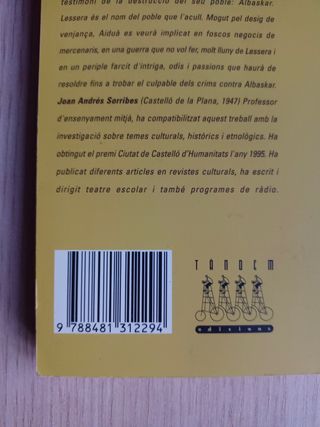 testimoni de la destrucció del seu poble: Albaskar.
Lessera és el nom del poble que l'acull. Mogut pel desig de
venjança, Aiduà es veurà implicat en foscos negocis de
mercenaris, en una guerra que no vol fer, molt lluny de Lessera i
en un periple farcit d'intriga, odis i passions que haurà de
resoldre fins a trobar el culpable dels crims contra Albaskar.
Joan Andrés Sorribes (Castelló de la Plana, 1947) Professor
d'ensenyament mitjà, ha compatibilitzat aquest treball amb la
investigació sobre temes culturals, històrics i etnològics. Ha
obtingut el premi Ciutat de Castelló d'Humanitats l'any 1995. Ha
publicat diferents articles en revistes culturals, ha escrit i
dirigit teatre escolar i també programes de ràdio.
TÀNDEM
edicions
9 788481 312294